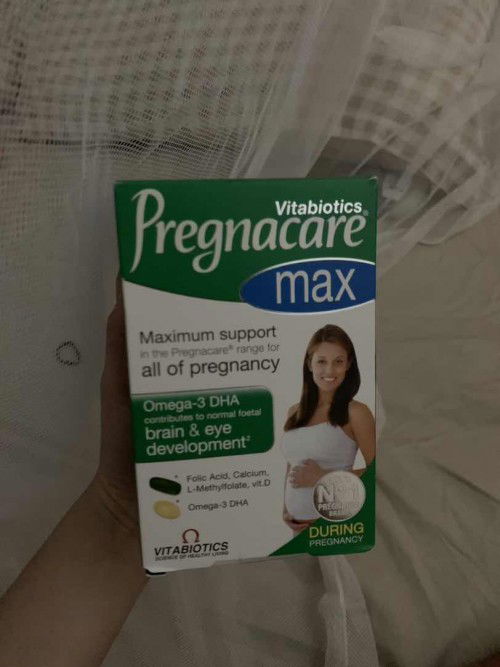 Vitabiotics®
Pregnacare
max
Maximum support
in the Pregnacare® range for
all of pregnancy
Omega-3 DHA
contributes to normal foetal
brain & eye
development‡
* Folic Acid, Calcium,
L-Methylfolate, vit.D
* Omega-3 DHA
VITABIOTICS
SCIENCE OF HEALTHY LIVING
DURING
PREGNANCY